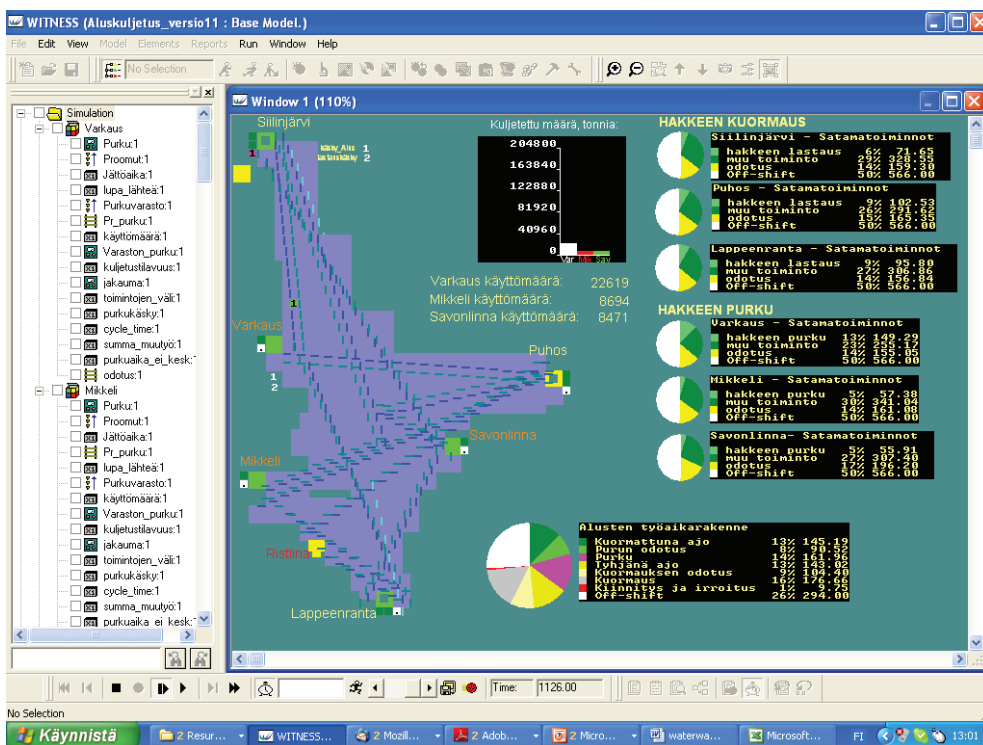 WITNESS (Aluskuljetus_versio11 : Base Model.)
File Edit View Model Elements Reports Run Window Help
No Selection
Simulation
Varkaus
Purku:1
Proomut:1
Jättöaika:1
lupa_lähteä:1
Purkuvarasto:1
Pr_purku:1
käyttömäärä:1
Varaston_purku:1
kuljetustilavuus:1
jakauma:1
toimintojen_väli:1
purkukäsky:1
cycle_time:1
summa_muutyö:1
purkuaika_ei_kesk:
odotus:1
Mikkeli
Purku:1
Proomut:1
Jättöaika:1
Pr_purku:1
lupa_lähteä:1
Purkuvarasto:1
käyttömäärä:1
Varaston_purku:1
kuljetustilavuus:1
jakauma:1
toimintojen_väli:1
purkukäsky:1
cycle_time:1
summa_muutyö:1
purkuaika ei kesk:
Window 1 (110%)
Siilinjärvi
1
1
2
1
Varkaus
1
2
Puhos
Savonlinna
Mikkeli
Ristiina
Lappeenranta
Kuljetettu määrä, tonnia:
204800
163840
122880
81920
40960
0
Var Mik Sav
Varkaus käyttömäärä: 22619
Mikkeli käyttömäärä: 8694
Savonlinna käyttömäärä: 8471
HAKKEEN KUORMAUS
Siilinjärvi - Satamatoiminnot
hakkeen lastaus 6% 71.65
muu toiminto 29% 328.55
odotus 14% 159.30
Off-shift 50% 566.00
Puhos - Satamatoiminnot
hakkeen lastaus 9% 102.53
muu toiminto 26% 291.62
odotus 15% 165.35
Off-shift 50% 566.00
Lappeenranta - Satamatoiminnot
hakkeen lastaus 9% 95.80
muu toiminto 27% 306.86
odotus 14% 156.84
Off-shift 50% 566.00
HAKKEEN PURKU
Varkaus - Satamatoiminnot
hakkeen purku 13% 149.29
muu toiminto 23% 255.17
odotus 14% 155.05
Off-shift 50% 566.00
Mikkeli - Satamatoiminnot
hakkeen purku 5% 57.38
muu toiminto 30% 341.04
odotus 14% 161.08
Off-shift 50% 566.00
Savonlinna- Satamatoiminnot
hakkeen purku 5% 55.91
muu toiminto 27% 307.40
odotus 17% 196.20
Off-shift 50% 566.00
Alusten työaikarakenne
Kuormattuna ajo 13% 145.19
Purun odotus 8% 90.52
Purku 14% 161.96
Tyhjänä ajo 13% 143.02
Kuormauksen odotus 9% 104.40
Kuormaus 16% 176.66
Kiinnitys ja irroitus 1% 9.75
Off-shift 26% 294.00
Time: 1126.00
No Selection
Käynnistä 2 Resur... WITNESS... 2 Mozill... 2 Adob... 2 Micro... waterwa... Microsoft... FI 13:01